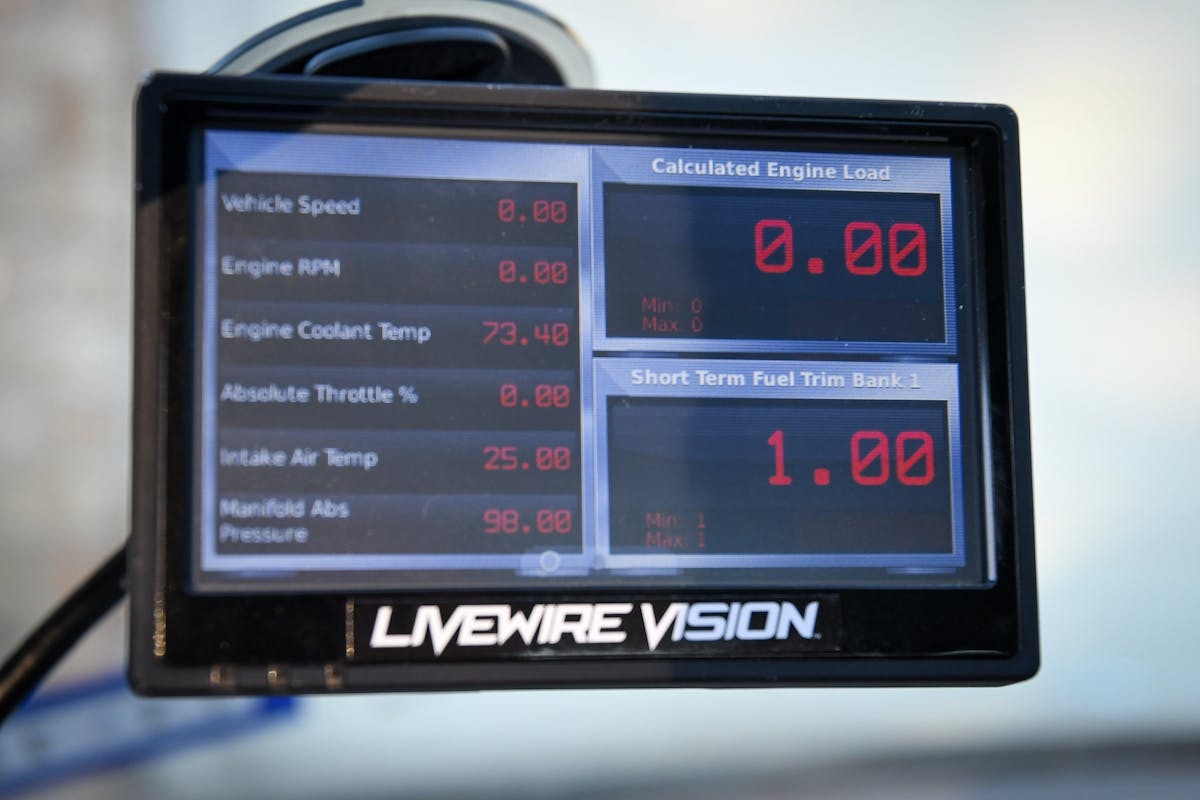 Vehicle Speed 0.00
Engine RPM 0.00
Engine Coolant Temp 73.40
Absolute Throttle % 0.00
Intake Air Temp 25.00
Manifold Abs
Pressure 98.00
Calculated Engine Load
0.00
Min: 0
Max: 0
Short Term Fuel Trim Bank 1
1.00
Min: 1
Max: 1
LIVEWIRE VISION